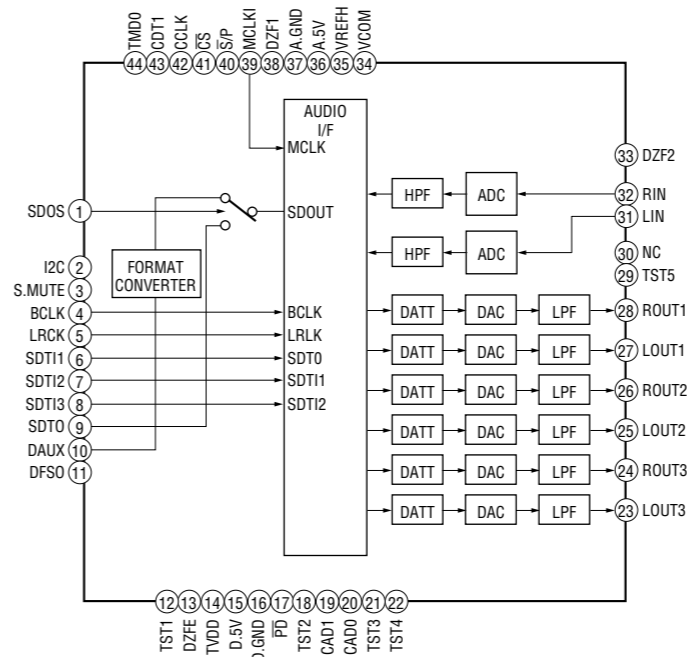 TMD0 CDT1 CCLK CS S/P MCLKI DZF1 A.GND A.5V VREFH VCOM
44 43 42 41 40 39 38 37 36 35 34
AUDIO
I/F
MCLK
33 DZF2
HPF ADC 32 RIN
SDOS 1 SDOUT
31 LIN
HPF ADC
30 NC
I2C 2
FORMAT
CONVERTER
29 TST5
S.MUTE 3
BCLK 4 BCLK DATT DAC LPF 28 ROUT1
LRCK 5 LRLK
DATT DAC LPF 27 LOUT1
SDTI1 6 SDT0
SDTI2 7 SDTI1
DATT DAC LPF 26 ROUT2
SDTI3 8 SDTI2
SDTO 9
DATT DAC LPF 25 LOUT2
DAUX 10
DFSO 11
DATT DAC LPF 24 ROUT3
DATT DAC LPF 23 LOUT3
12 13 14 15 16 17 18 19 20 21 22
TST1 DZFE TVDD D.5V D.GND PD TST2 CAD1 CAD0 TST3 TST4